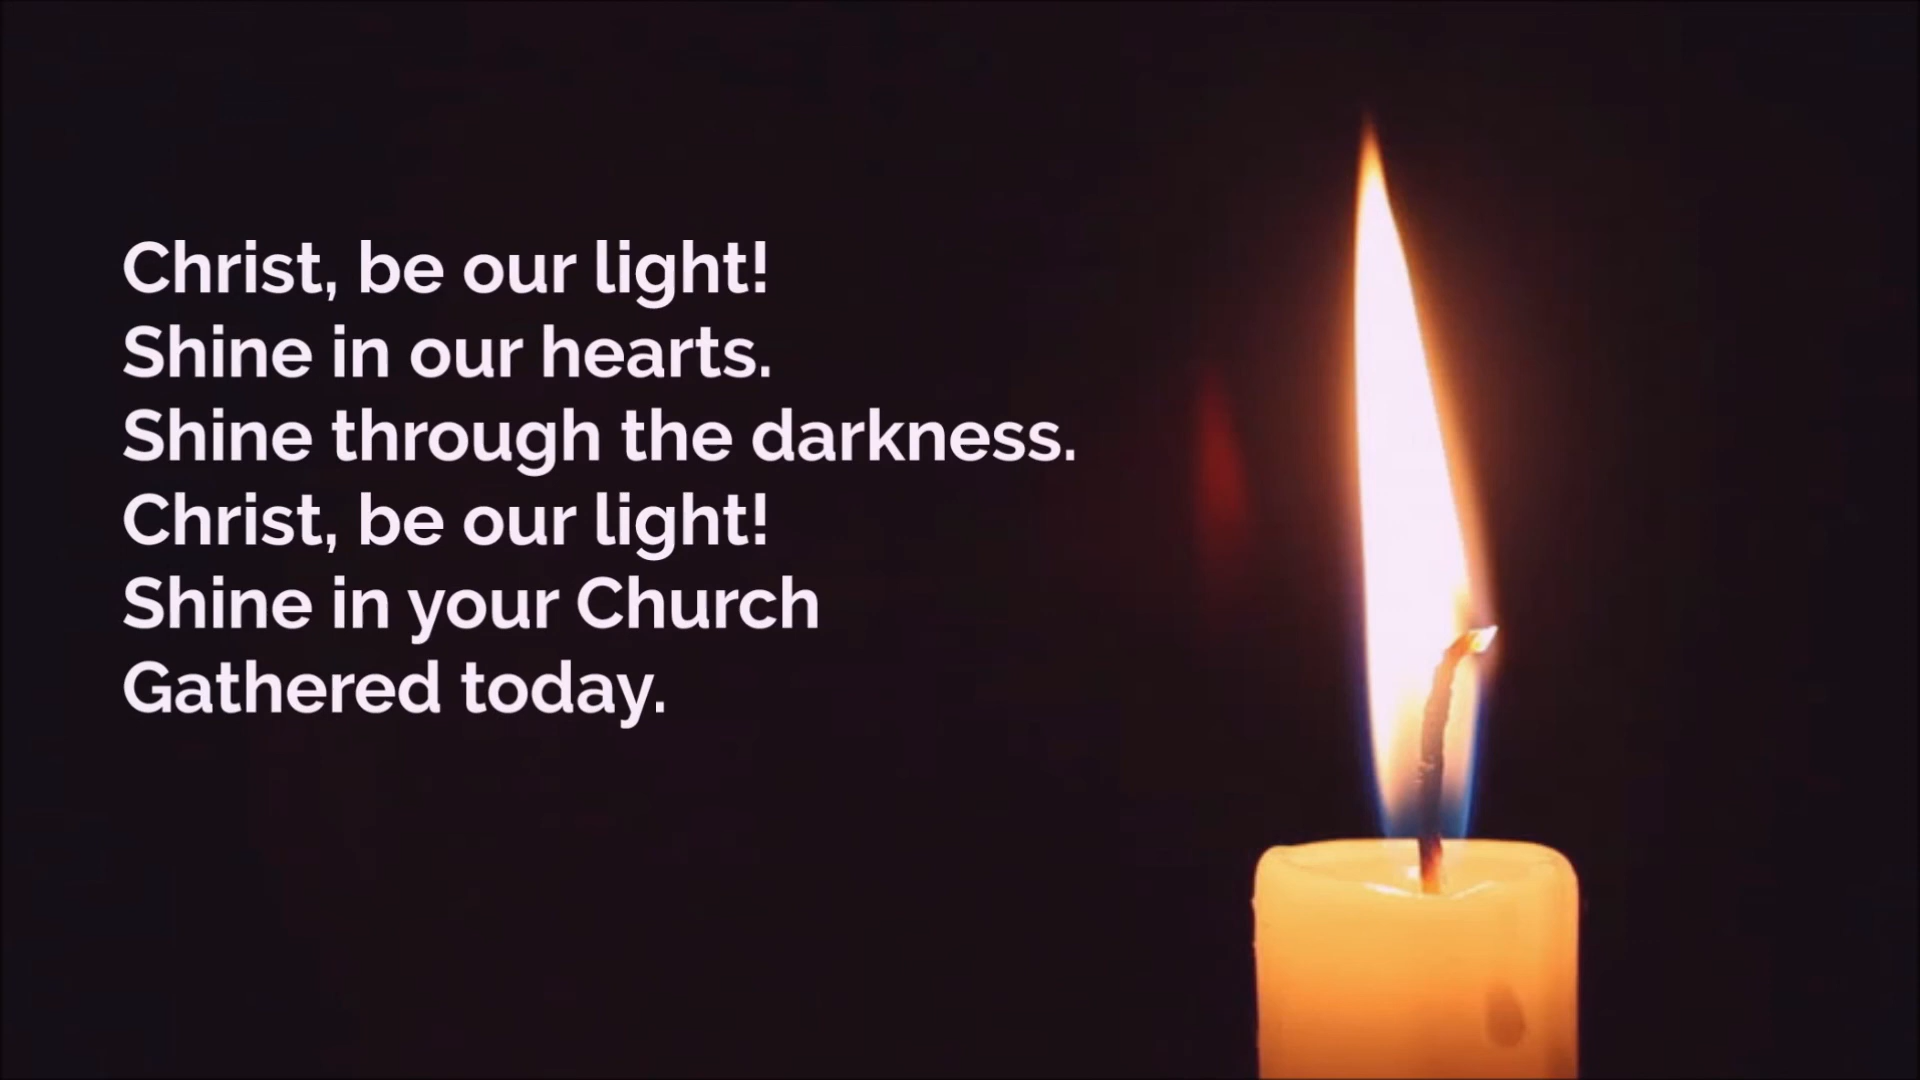 Christ, be our light!
Shine in our hearts.
Shine through the darkness.
Christ, be our light!
Shine in your Church
Gathered today.